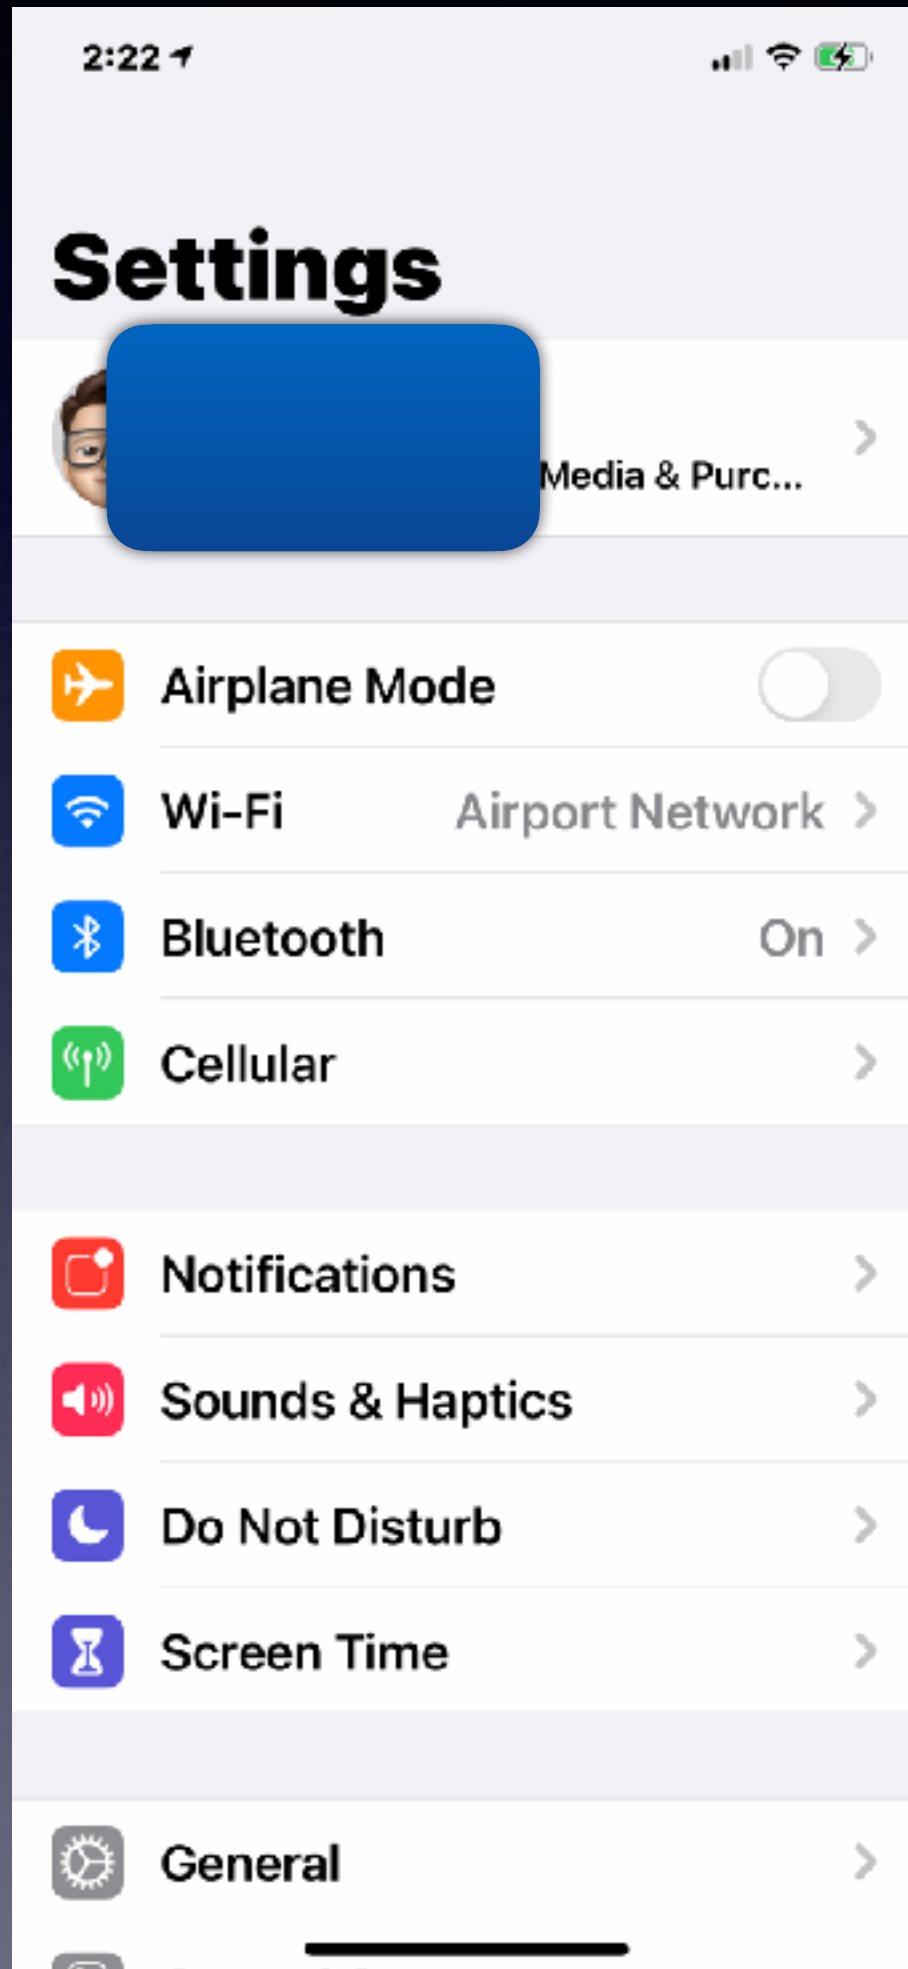 2:22
Settings
Media & Purc...
Airplane Mode
Wi-Fi Airport Network
Bluetooth On
Cellular
Notifications
Sounds & Haptics
Do Not Disturb
Screen Time
General